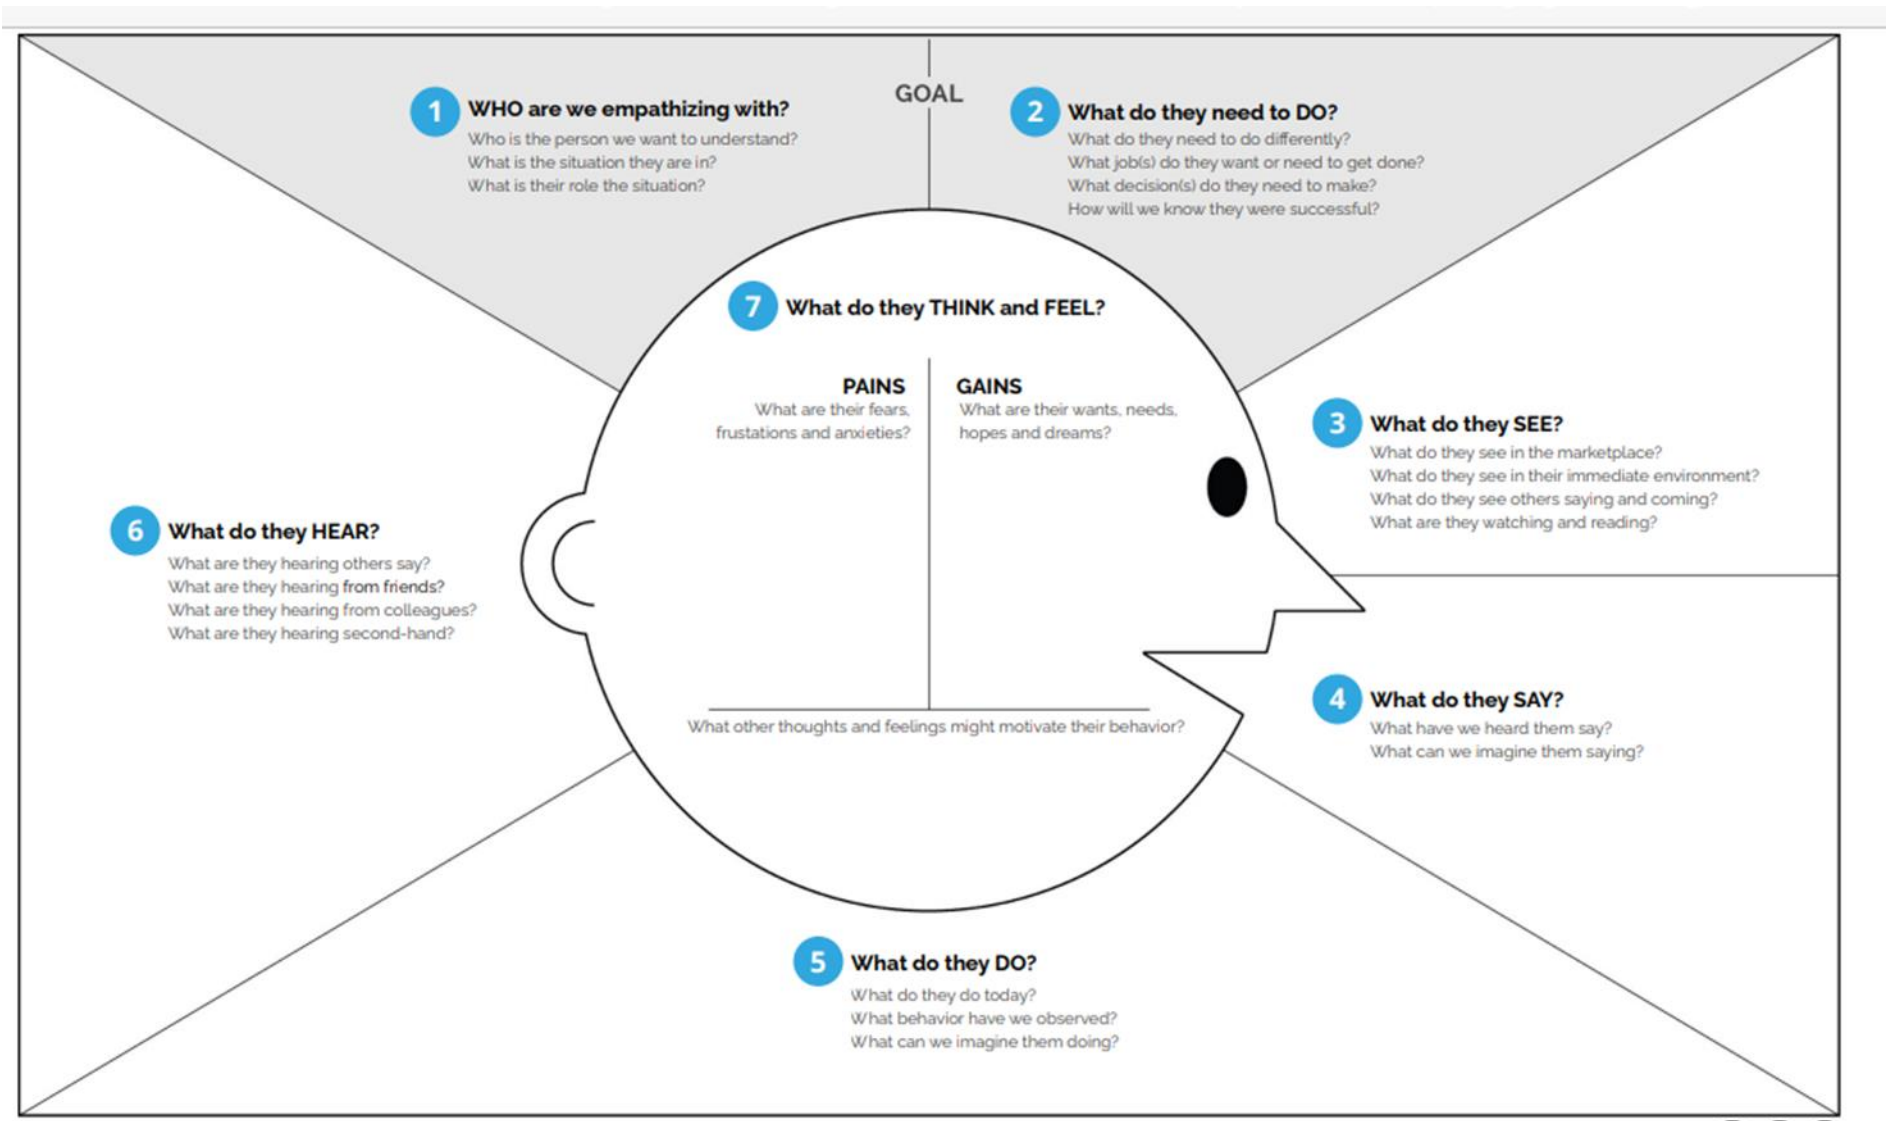 GOAL
1 WHO are we empathizing with?
Who is the person we want to understand?
What is the situation they are in?
What is their role the situation?
2 What do they need to DO?
What do they need to do differently?
What job(s) do they want or need to get done?
What decision(s) do they need to make?
How will we know they were successful?
7 What do they THINK and FEEL?
PAINS
What are their fears,
frustations and anxieties?
GAINS
What are their wants, needs,
hopes and dreams?
What other thoughts and feelings might motivate their behavior?
3 What do they SEE?
What do they see in the marketplace?
What do they see in their immediate environment?
What do they see others saying and coming?
What are they watching and reading?
4 What do they SAY?
What have we heard them say?
What can we imagine them saying?
5 What do they DO?
What do they do today?
What behavior have we observed?
What can we imagine them doing?
6 What do they HEAR?
What are they hearing others say?
What are they hearing from friends?
What are they hearing from colleagues?
What are they hearing second-hand?